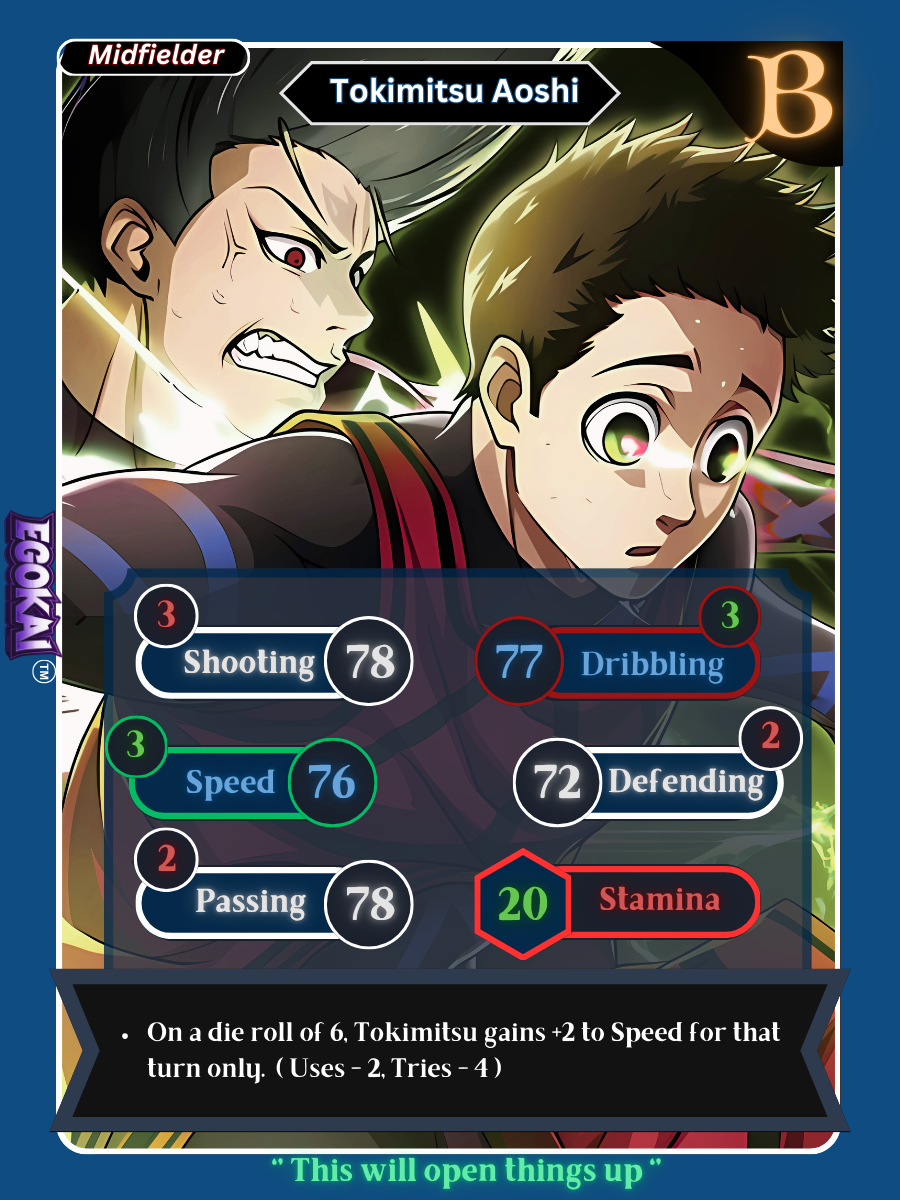 Midfielder
Tokimitsu Aoshi
B
EGOKAI
TM
3
Shooting 78
3
77 Dribbling
3
Speed 76
2
72 Defending
2
Passing 78
20 Stamina
• On a die roll of 6, Tokimitsu gains +2 to Speed for that
turn only. ( Uses - 2, Tries - 4 )
“ This will open things up “